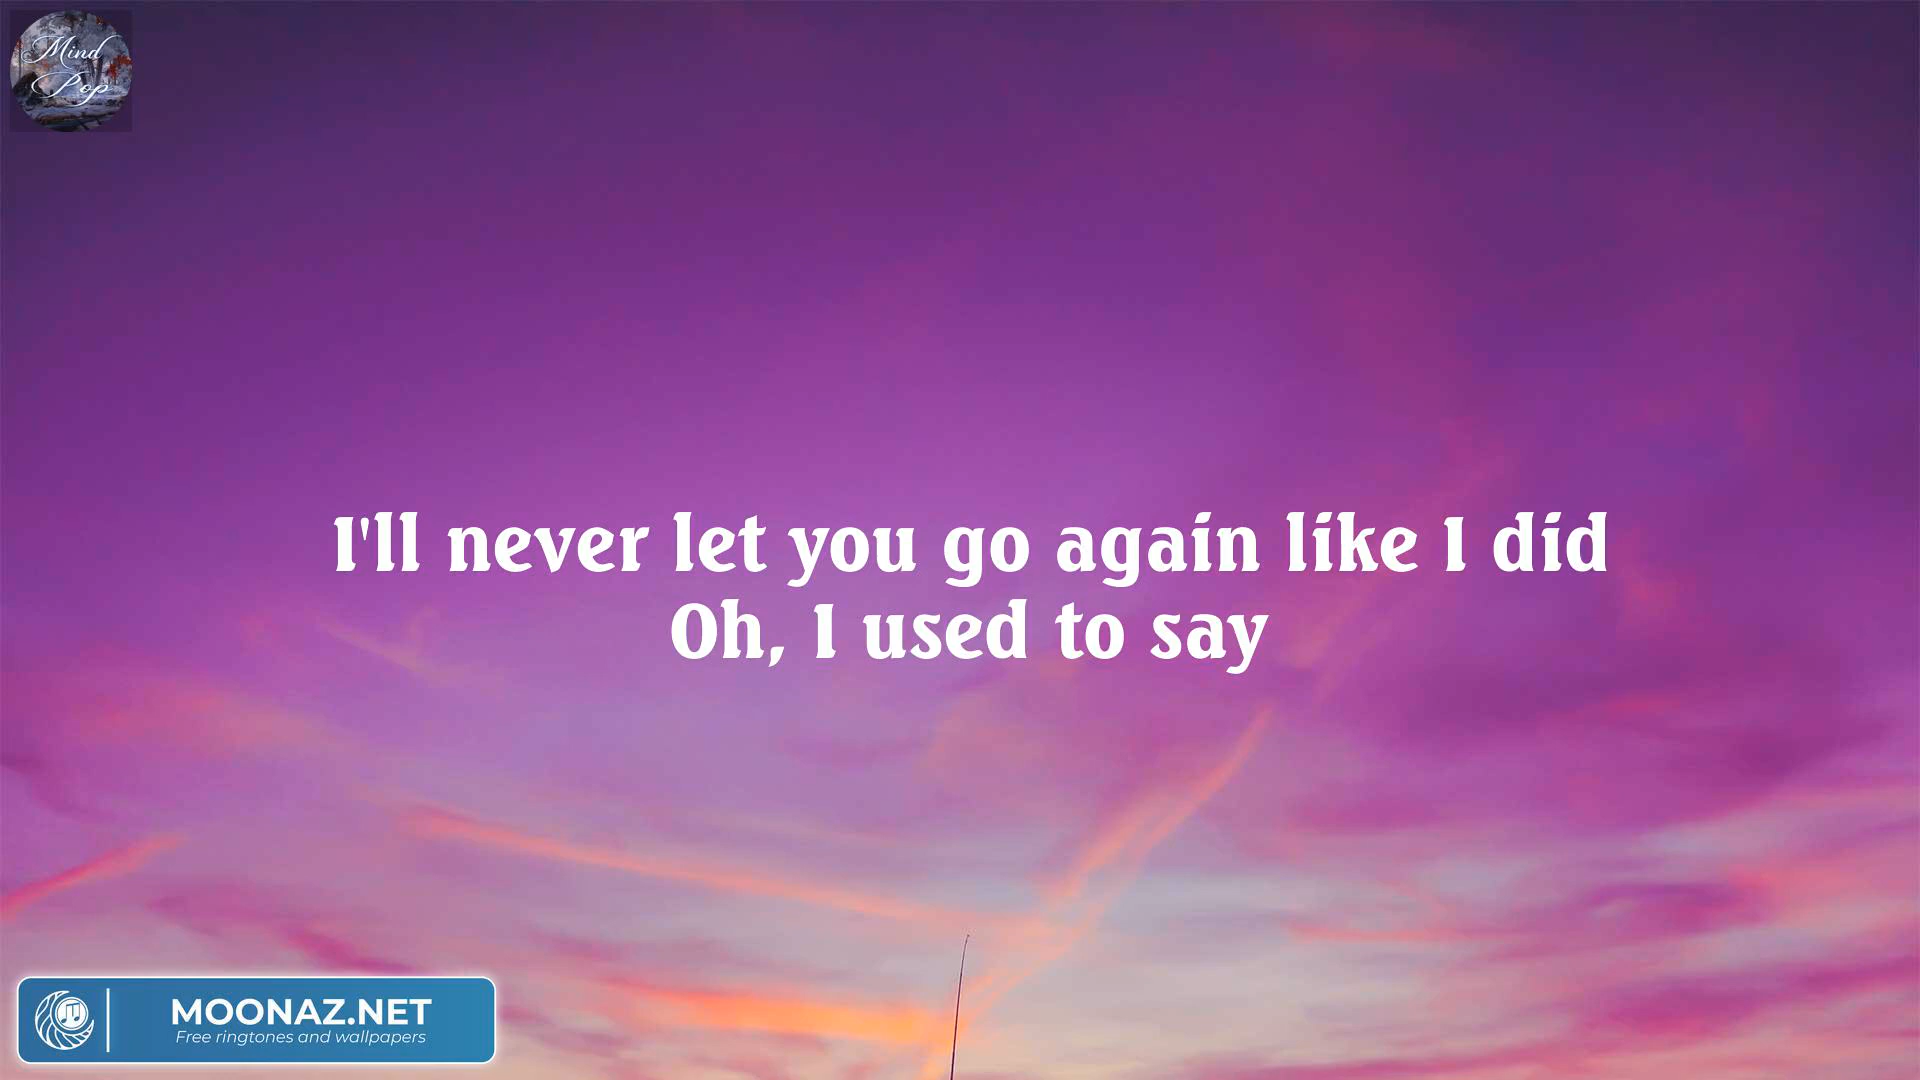 Mind
Pop
I'll never let you go again like I did
Oh, I used to say
MOONAZ.NET
Free ringtones and wallpapers